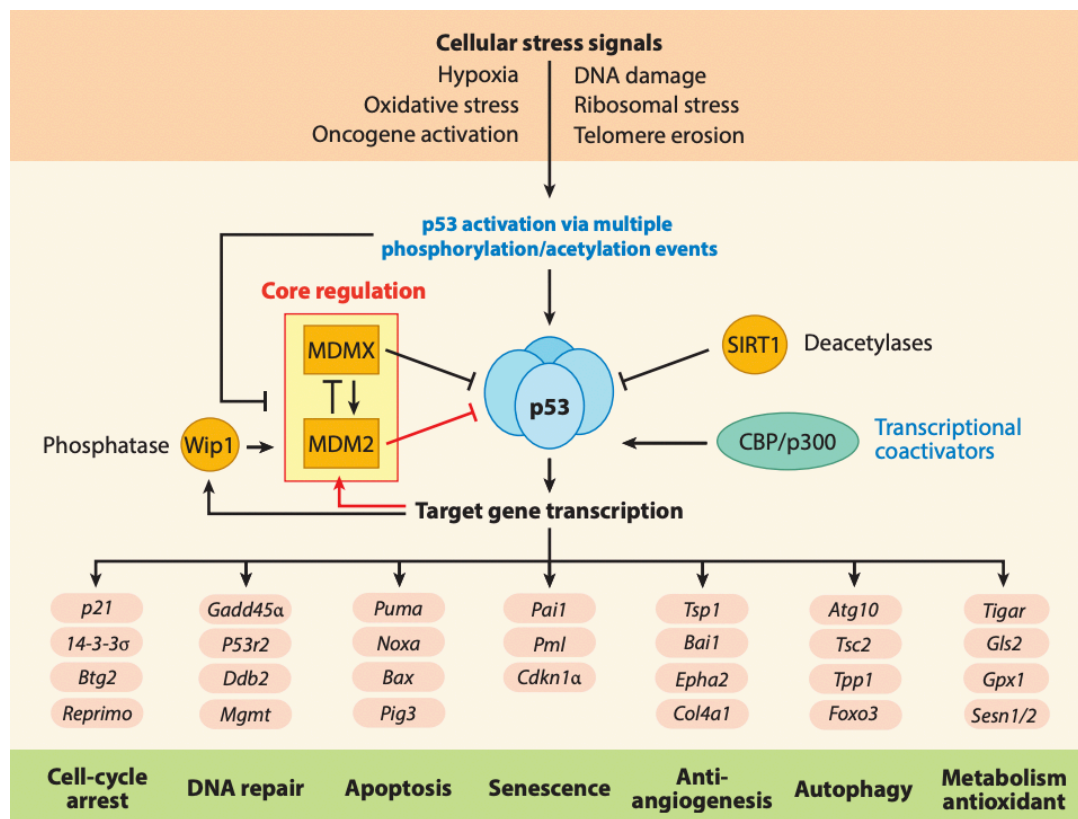 Cellular stress signals
Hypoxia
DNA damage
Oxidative stress
Ribosomal stress
Oncogene activation
Telomere erosion
p53 activation via multiple
phosphorylation/acetylation events
Core regulation
MDMX
MDM2
Phosphatase
Wip1
p53
SIRT1
Deacetylases
CBP/p300
Transcriptional
coactivators
Target gene transcription
p21
14-3-3σ
Btg2
Reprimo
Gadd45α
P53r2
Ddb2
Mgmt
Puma
Noxa
Bax
Pig3
Pai1
Pml
Cdkn1α
Tsp1
Bai1
Epha2
Col4a1
Atg10
Tsc2
Tpp1
Foxo3
Tigar
Gls2
Gpx1
Sesn1/2
Cell-cycle
arrest
DNA repair
Apoptosis
Senescence
Anti-
angiogenesis
Autophagy
Metabolism
antioxidant